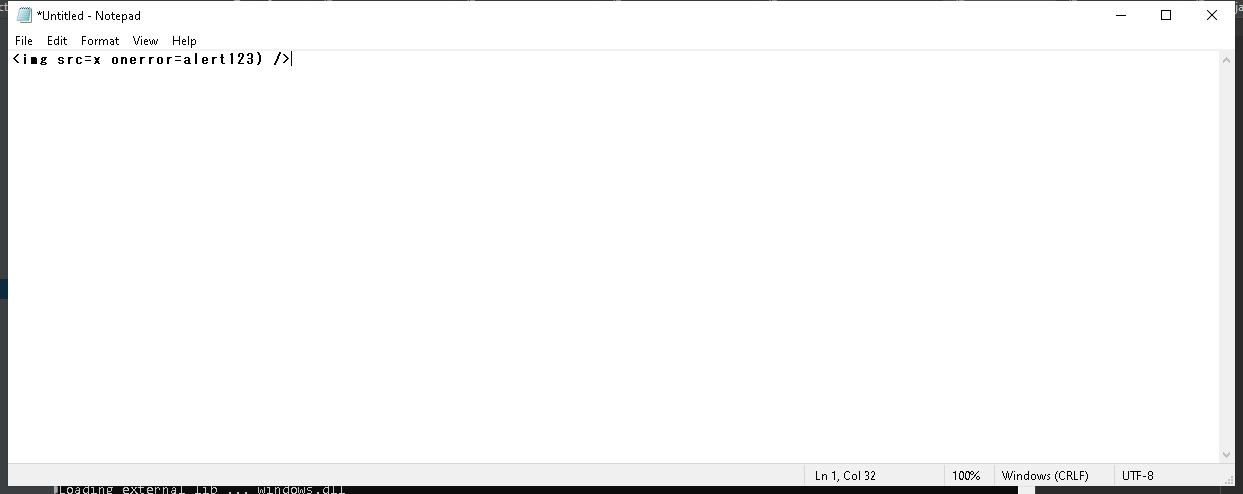 *Untitled - Notepad
File Edit Format View Help
<img src=x onerror=alert123) />
Ln 1, Col 32 100% Windows (CRLF) UTF-8
Loading external lib ... windows.dll